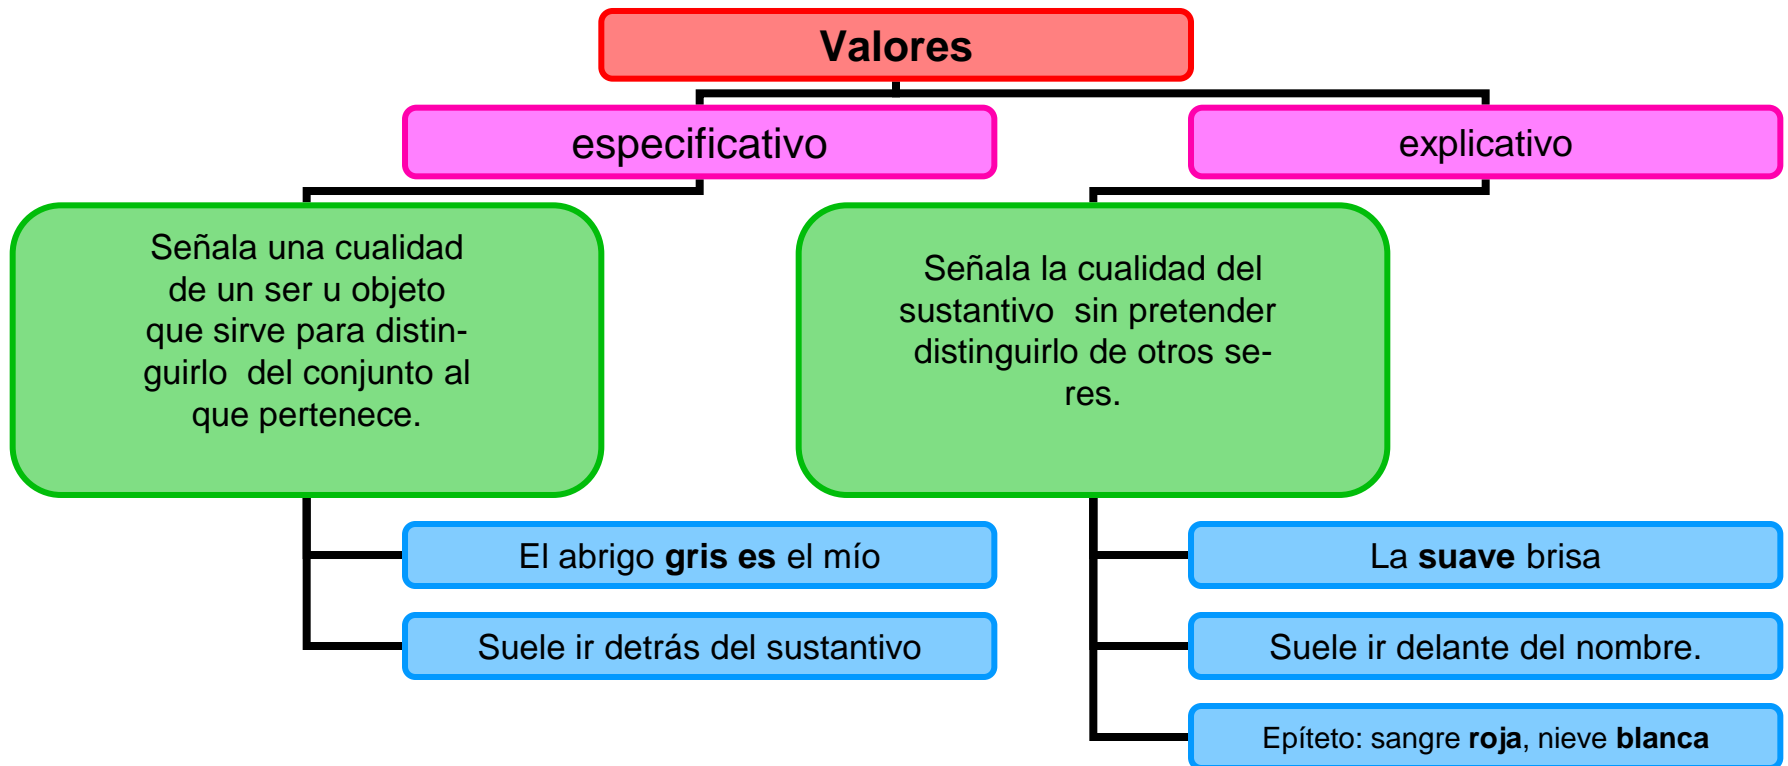 Valores
especificativo
explicativo
Señala una cualidad
de un ser u objeto
que sirve para distin-
guirlo del conjunto al
que pertenece.
Señala la cualidad del
sustantivo sin pretender
distinguirlo de otros se-
res.
El abrigo gris es el mío
Suele ir detrás del sustantivo
La suave brisa
Suele ir delante del nombre.
Epíteto: sangre roja, nieve blanca